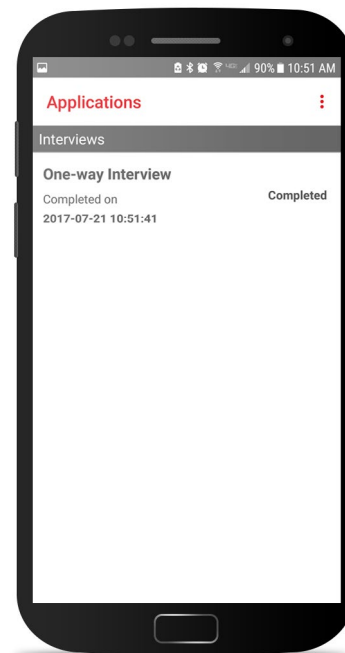 90% 10:51 AM
Applications
Interviews
One-way Interview
Completed on
Completed
2017-07-21 10:51:41